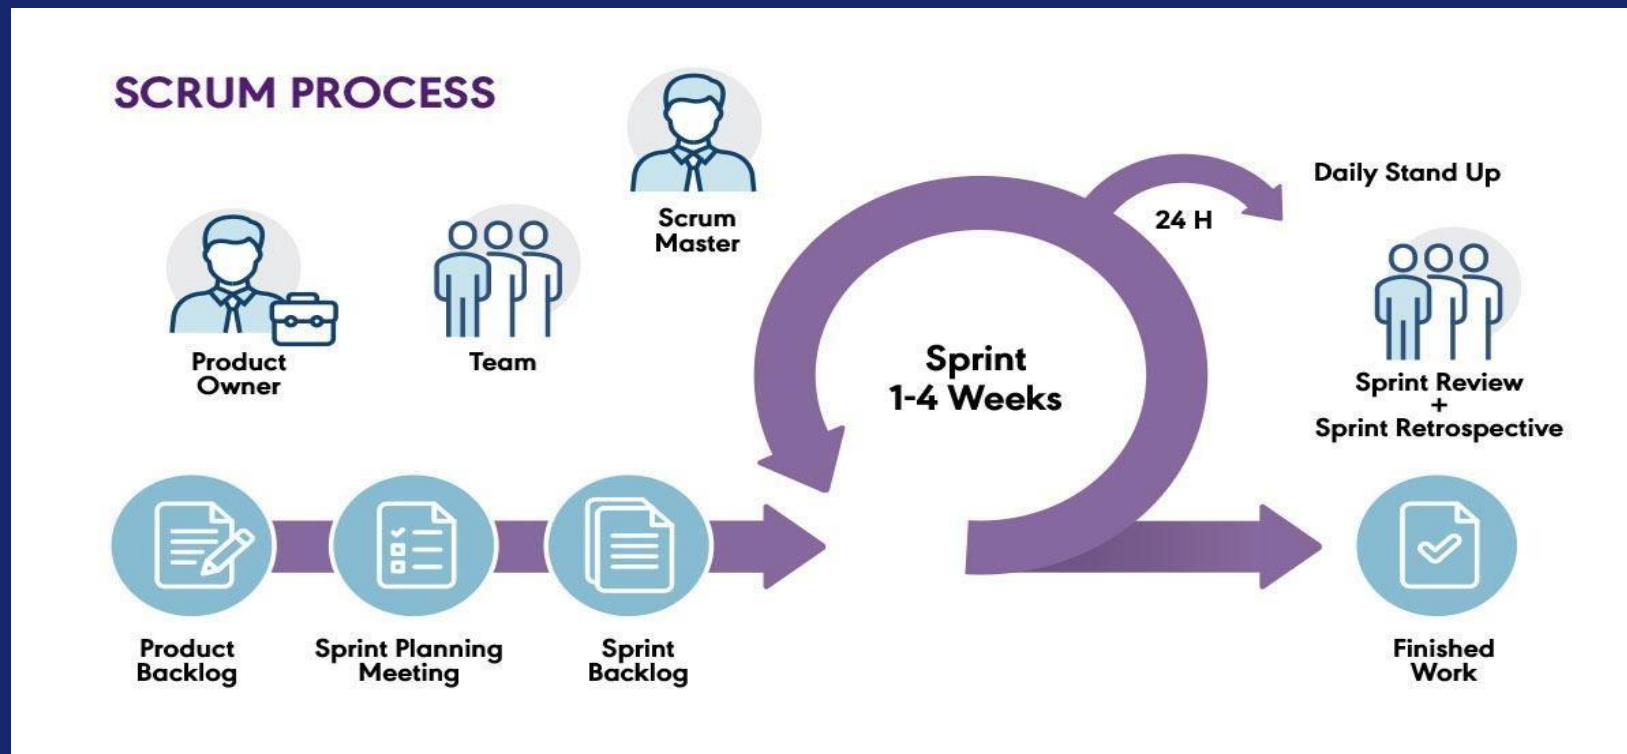 SCRUM PROCESS
Scrum
Master
Product
Owner
Team
Daily Stand Up
24 H
Sprint
1-4 Weeks
Sprint Review
+
Sprint Retrospective
Product
Backlog
Sprint Planning
Meeting
Sprint
Backlog
Finished
Work